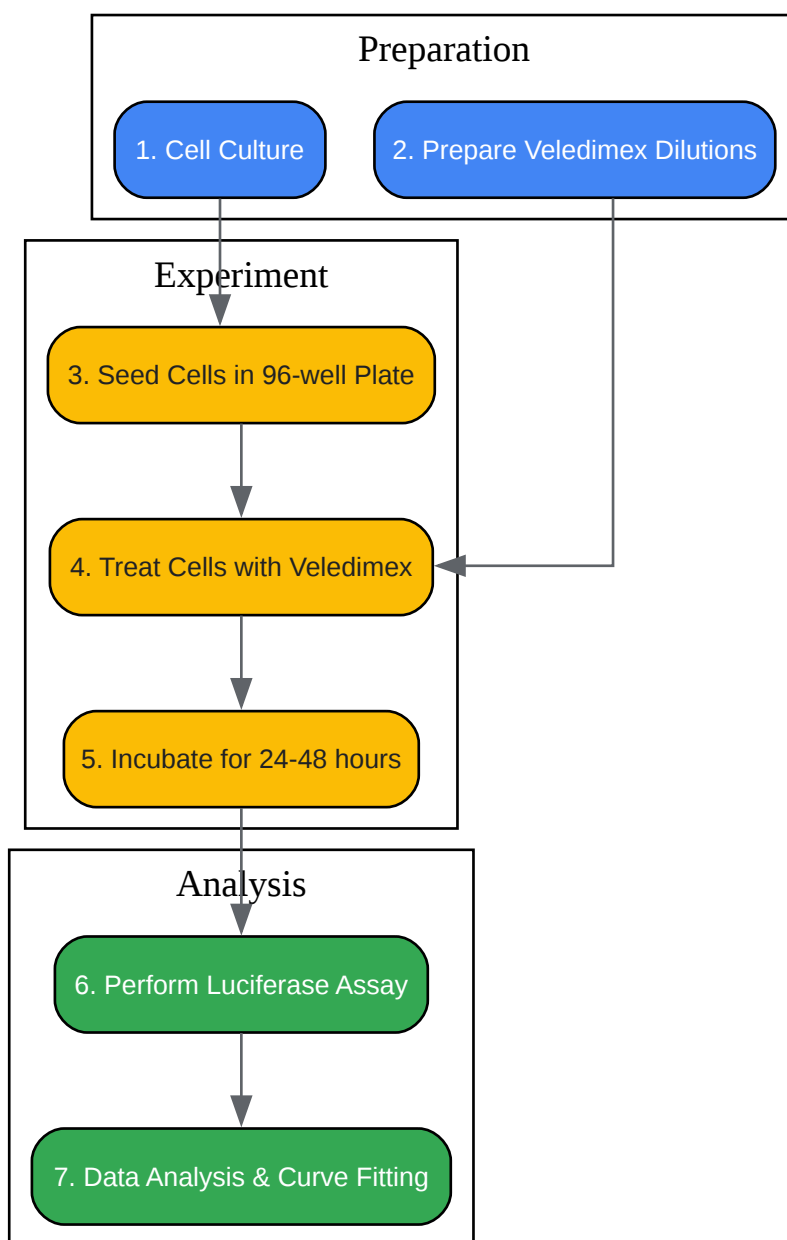 Preparation
1. Cell Culture
2. Prepare Veledimex Dilutions
Experiment
3. Seed Cells in 96-well Plate
4. Treat Cells with Veledimex
5. Incubate for 24-48 hours
Analysis
6. Perform Luciferase Assay
7. Data Analysis & Curve Fitting